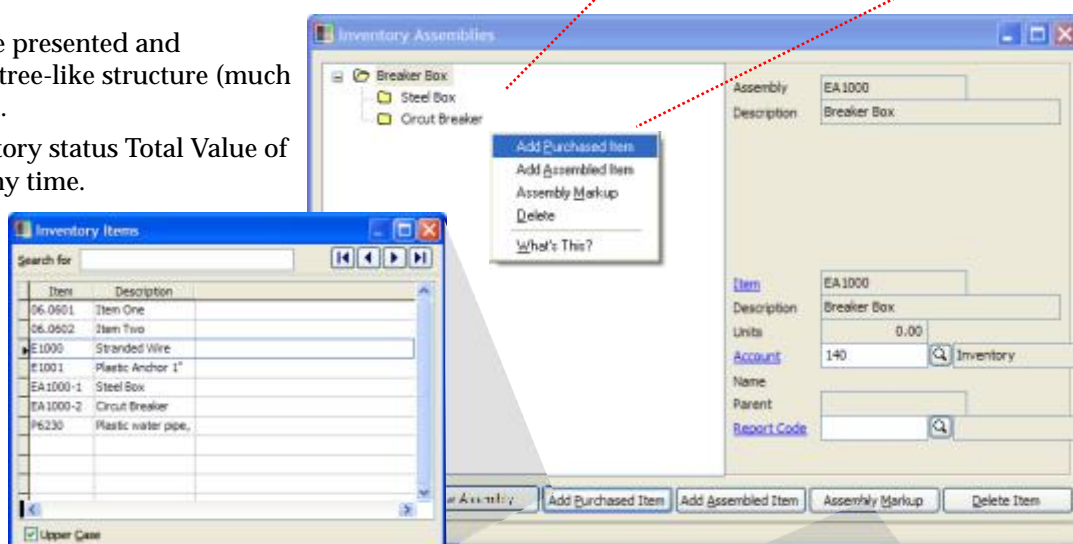 e presented and
tree-like structure (much
.
tory status Total Value of
ny time.
Inventory Assemblies
Breaker Box
Steel Box
Circut Breaker
Add Purchased Item
Add Assembled Item
Assembly Markup
Delete
What's This?
Assembly EA1000
Description Breaker Box
Item EA1000
Description Breaker Box
Units 0.00
Account 140 Inventory
Name
Parent
Report Code
Add Purchased Item Add Assembled Item Assembly Markup Delete Item
Inventory Items
Search for
Item Description
06.0601 Item One
06.0602 Item Two
E1000 Stranded Wire
E1001 Plastic Anchor 1"
EA1000-1 Steel Box
EA1000-2 Circut Breaker
P6230 Plastic water pipe,
Upper Case